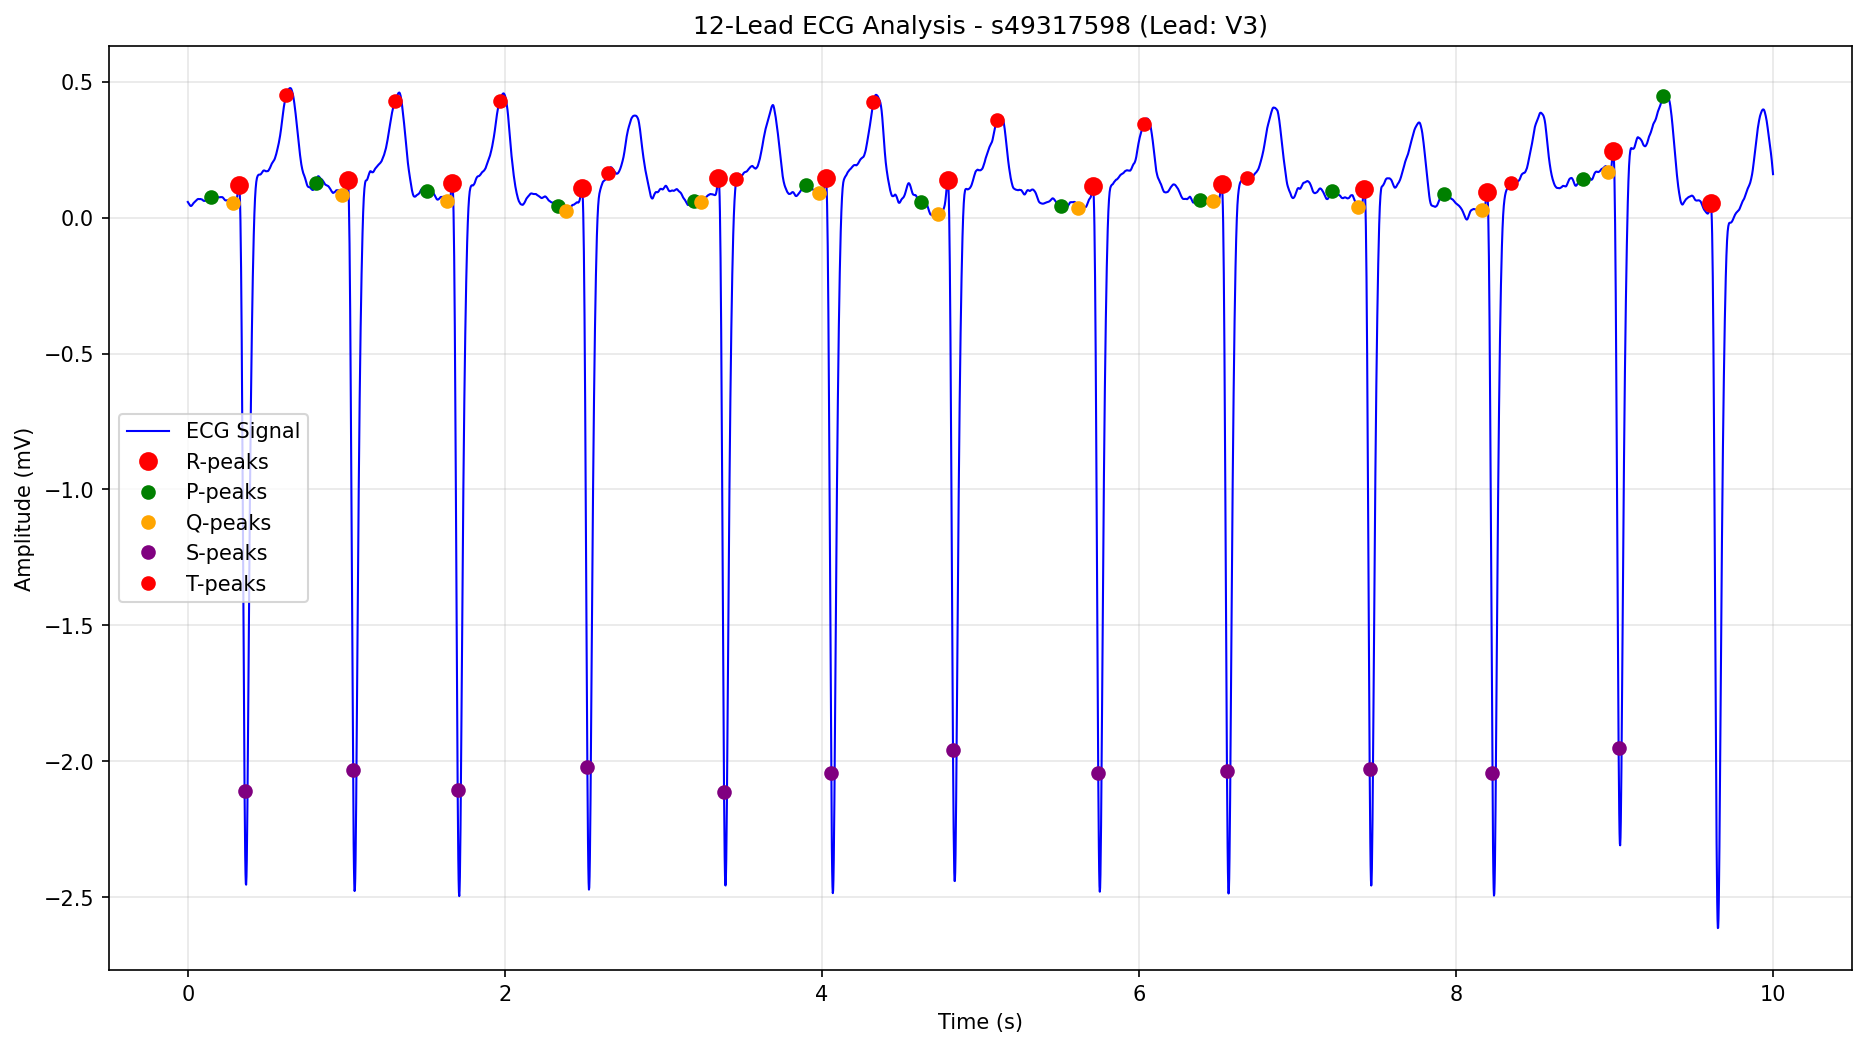 12-Lead ECG Analysis - s49317598 (Lead: V3)
Amplitude (mV)
0.5
0.0
−0.5
−1.0
−1.5
−2.0
−2.5
ECG Signal
R-peaks
P-peaks
Q-peaks
S-peaks
T-peaks
0 2 4 6 8 10
Time (s)